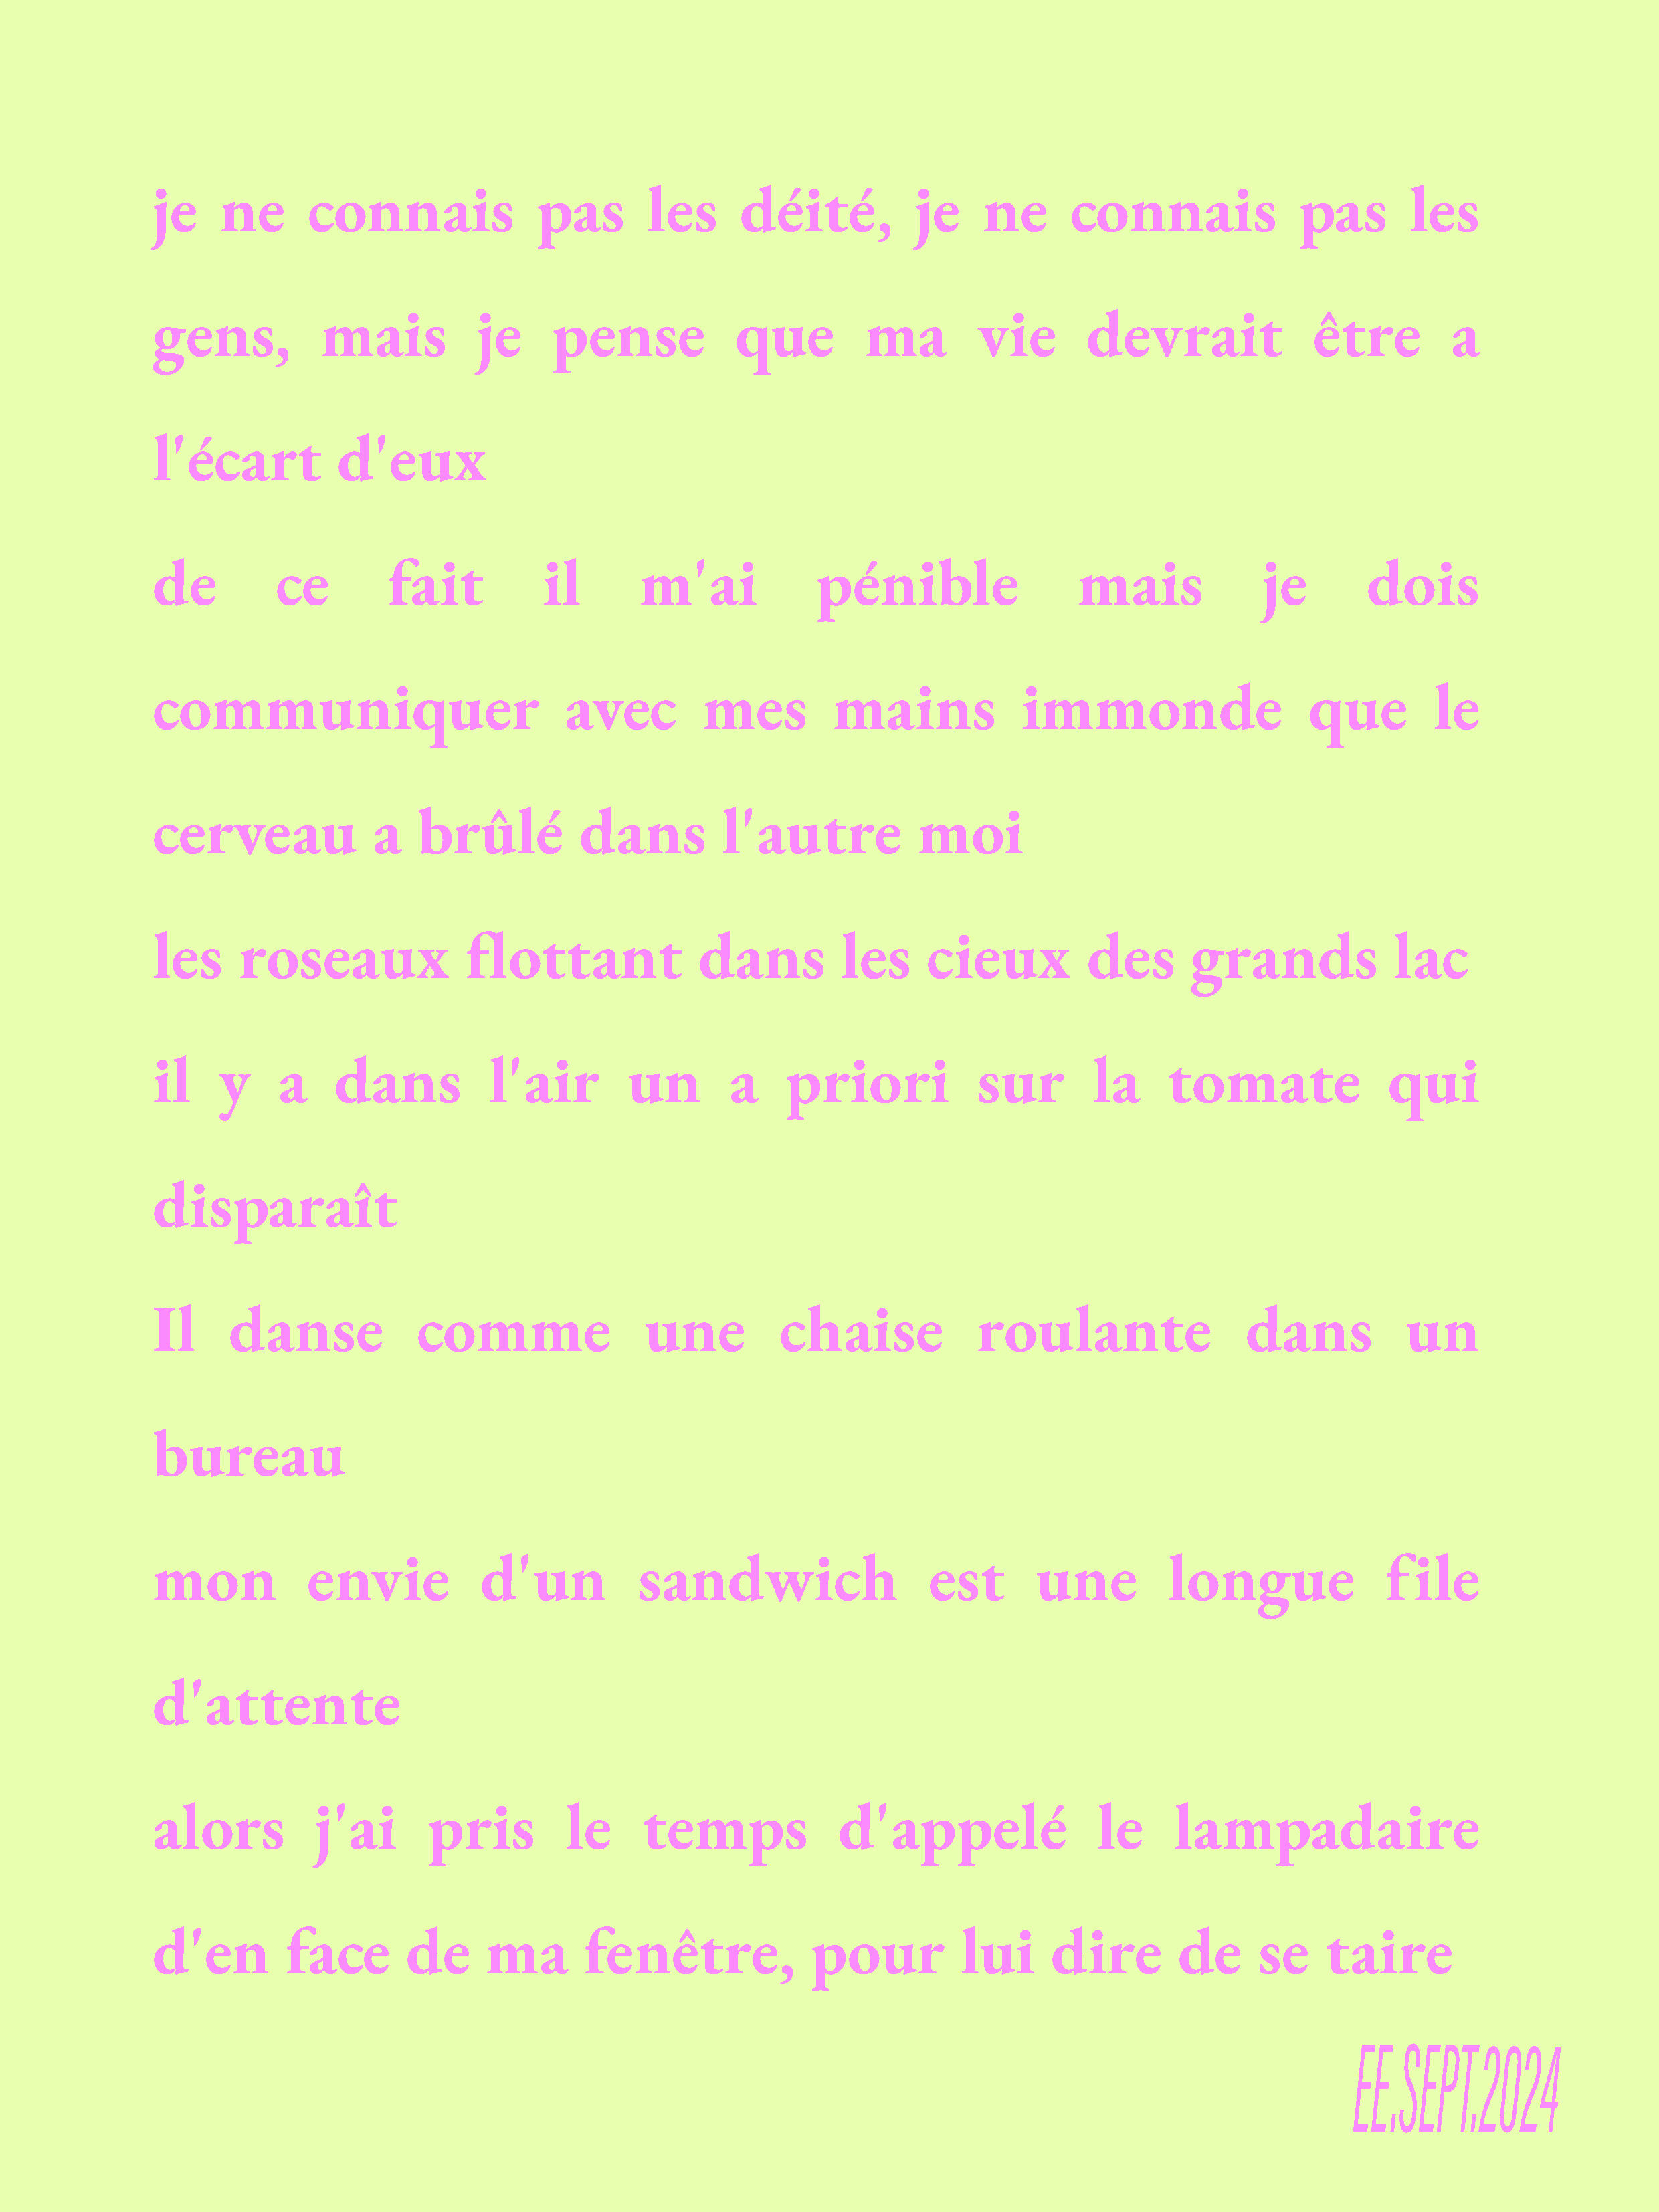 je ne connais pas les déité, je ne connais pas les
gens, mais je pense que ma vie devrait être a
l'écart d'eux
de ce fait il m'ai pénible mais je dois
communiquer avec mes mains immonde que le
cerveau a brûlé dans l'autre moi
les roseaux flottant dans les cieux des grands lac
il y a dans l'air un a priori sur la tomate qui
disparaît
Il danse comme une chaise roulante dans un
bureau
mon envie d'un sandwich est une longue file
d'attente
alors j'ai pris le temps d'appelé le lampadaire
d'en face de ma fenêtre, pour lui dire de se taire
EE.SEPT.2024